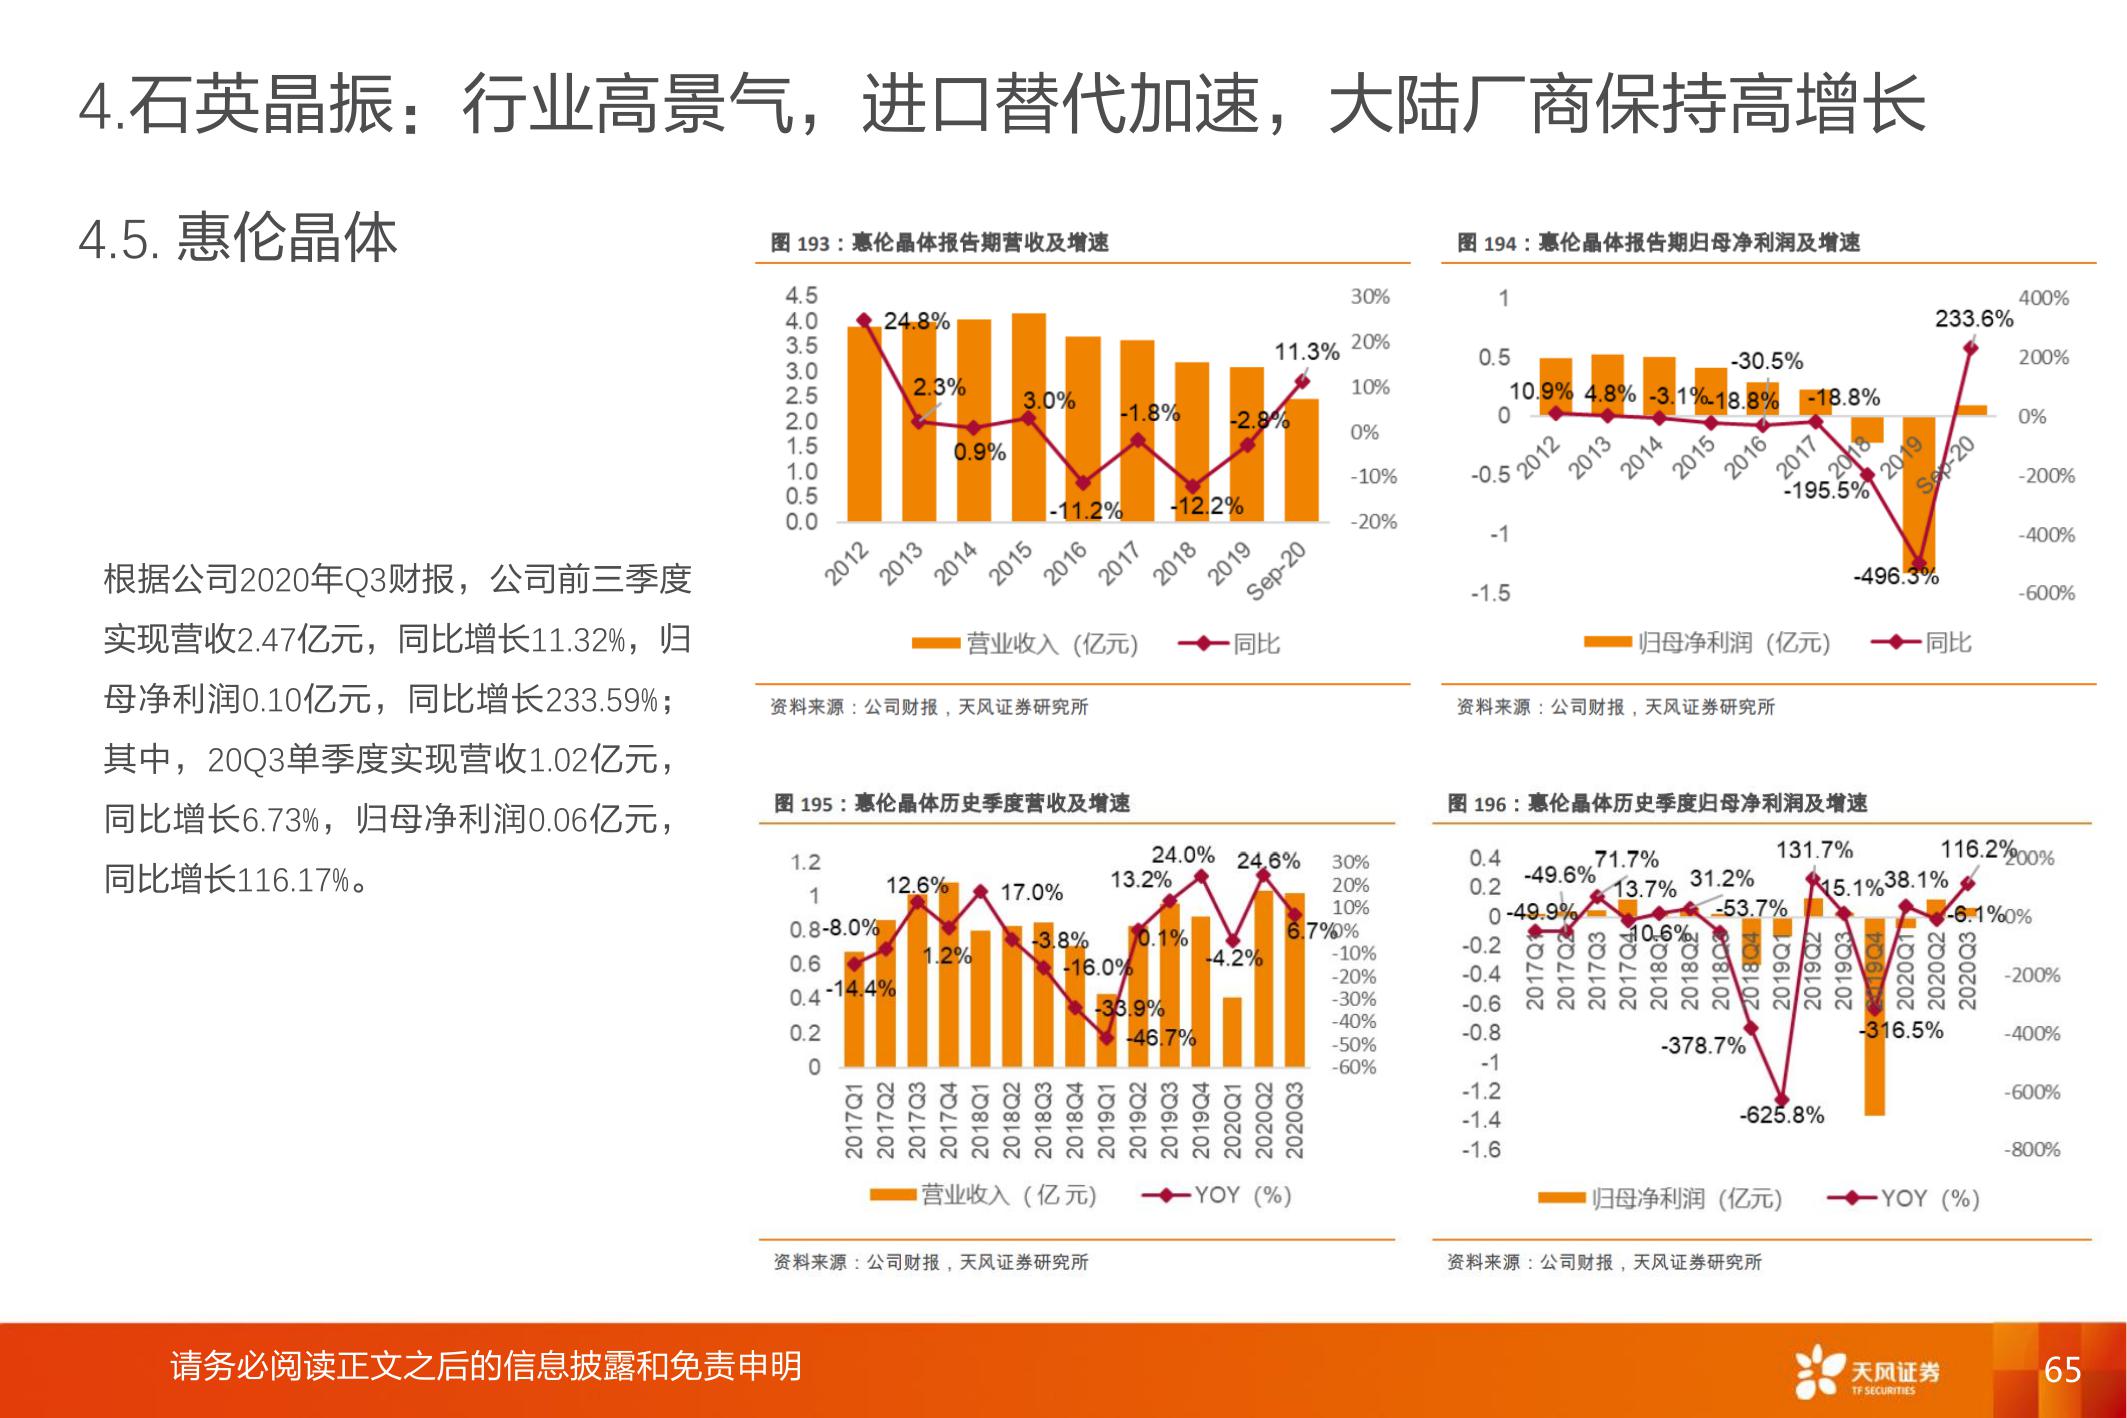 4.石英晶振：行业高景气，进口替代加速，大陆厂商保持高增长
4.5. 惠伦晶体
根据公司2020年Q3财报，公司前三季度
实现营收2.47亿元，同比增长11.32%，归
母净利润0.10亿元，同比增长233.59%；
其中，20Q3单季度实现营收1.02亿元，
同比增长6.73%，归母净利润0.06亿元，
同比增长116.17%。
图 193：惠伦晶体报告期营收及增速
4.5
4.0
3.5
3.0
2.5
2.0
1.5
1.0
0.5
0.0
30%
20%
10%
0%
-10%
-20%
24.8%
2.3%
0.9%
3.0%
-11.2%
-1.8%
-12.2%
-2.8%
11.3%
2012
2013
2014
2015
2016
2017
2018
2019
Sep-20
营业收入（亿元）
同比
资料来源：公司财报，天风证券研究所
图 194：惠伦晶体报告期归母净利润及增速
1
0.5
0
-0.5
-1
-1.5
400%
200%
0%
-200%
-400%
-600%
10.9%
4.8%
-3.1%
-18.8%
-30.5%
-18.8%
-195.5%
-496.3%
233.6%
2012
2013
2014
2015
2016
2017
2018
2019
Sep-20
归母净利润（亿元）
同比
资料来源：公司财报，天风证券研究所
图 195：惠伦晶体历史季度营收及增速
1.2
1
0.8
0.6
0.4
0.2
0
30%
20%
10%
0%
-10%
-20%
-30%
-40%
-50%
-60%
-14.4%
-8.0%
12.6%
1.2%
17.0%
-3.8%
-16.0%
-33.9%
-46.7%
0.1%
13.2%
24.0%
-4.2%
24.6%
6.7%
2017Q1
2017Q2
2017Q3
2017Q4
2018Q1
2018Q2
2018Q3
2018Q4
2019Q1
2019Q2
2019Q3
2019Q4
2020Q1
2020Q2
2020Q3
营业收入（亿 元）
YOY（%）
资料来源：公司财报，天风证券研究所
图 196：惠伦晶体历史季度归母净利润及增速
0.4
0.2
0
-0.2
-0.4
-0.6
-0.8
-1
-1.2
-1.4
-1.6
200%
0%
-200%
-400%
-600%
-800%
-49.9%
-49.6%
71.7%
-10.6%
13.7%
31.2%
-53.7%
-378.7%
-625.8%
131.7%
15.1%
-316.5%
38.1%
-6.1%
116.2%
2017Q1
2017Q2
2017Q3
2017Q4
2018Q1
2018Q2
2018Q3
2018Q4
2019Q1
2019Q2
2019Q3
2019Q4
2020Q1
2020Q2
2020Q3
归母净利润（亿元）
YOY（%）
资料来源：公司财报，天风证券研究所
请务必阅读正文之后的信息披露和免责申明
天风证券
TF SECURITIES
65